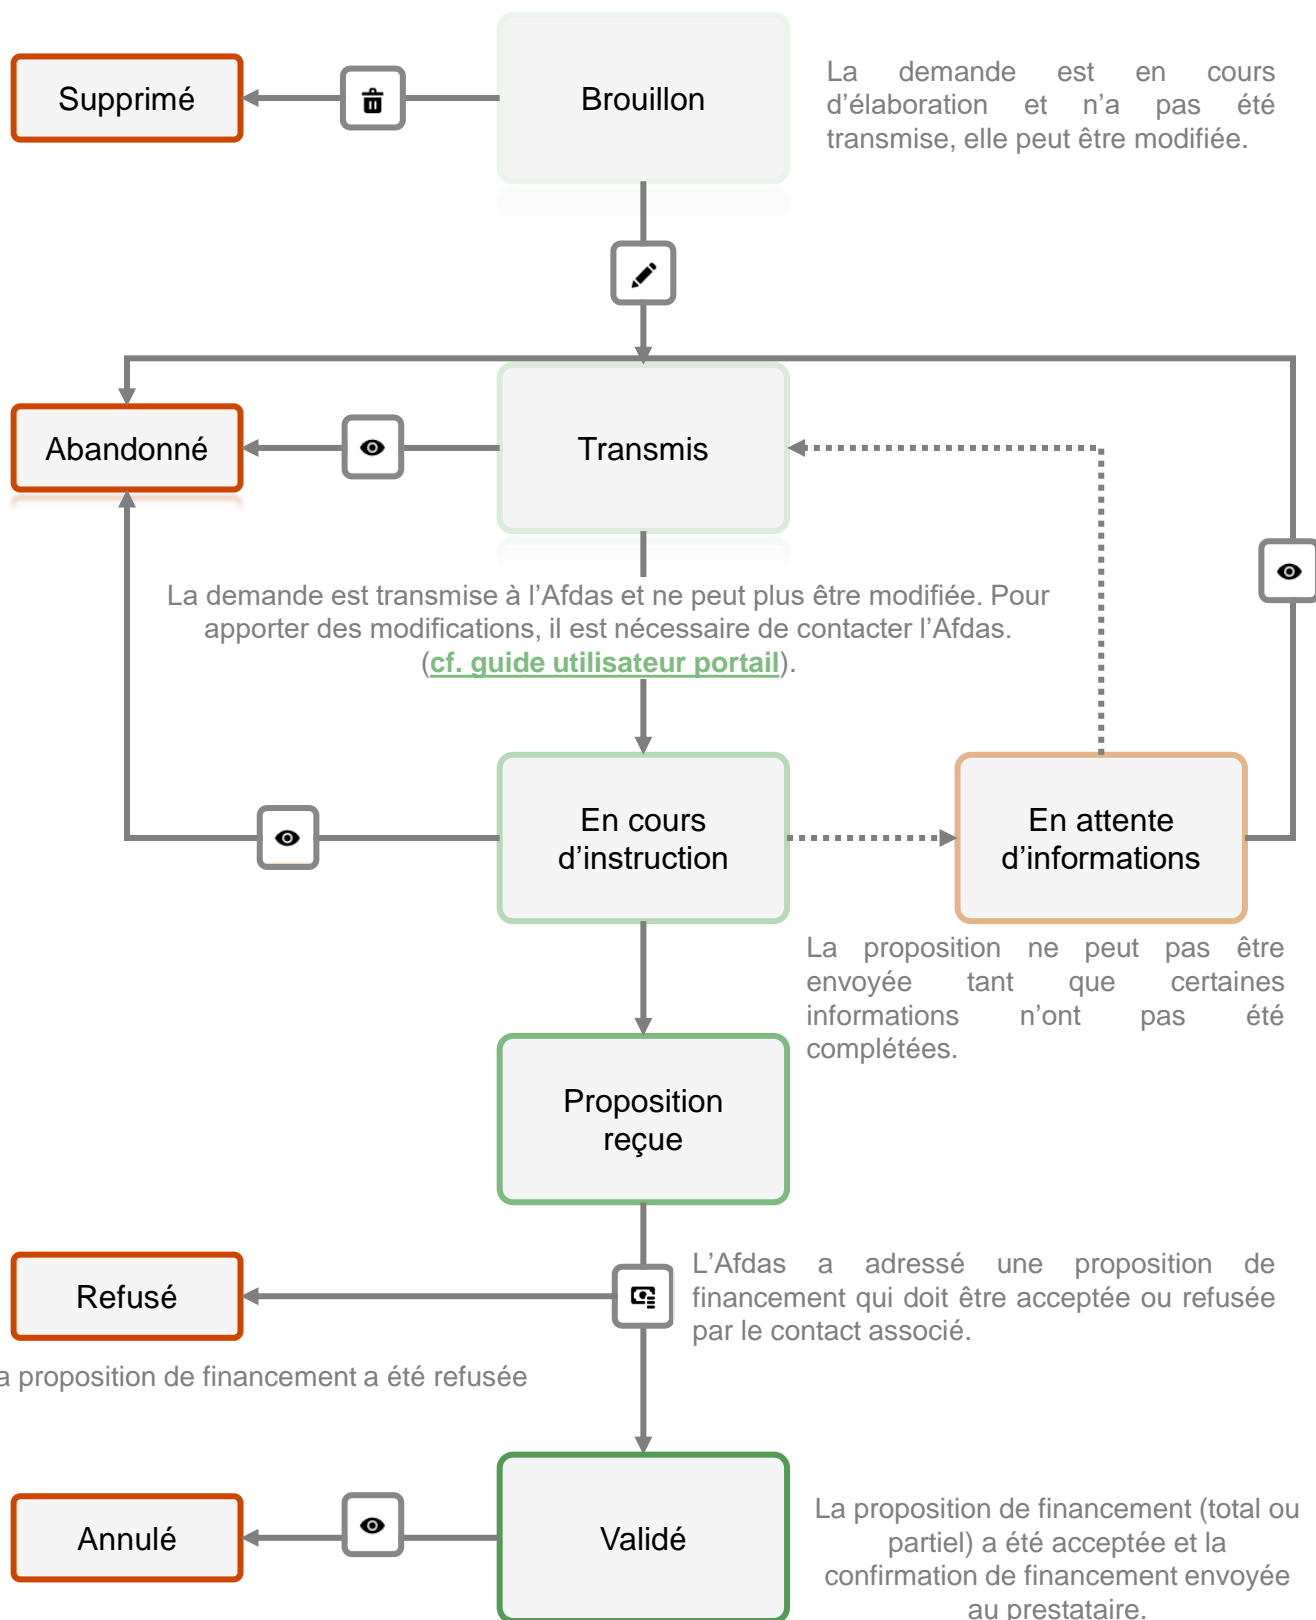 Supprimé
Brouillon
La demande est en cours
d’élaboration et n’a pas été
transmise, elle peut être modifiée.
Abandonné
Transmis
La demande est transmise à l’Afdas et ne peut plus être modifiée. Pour
apporter des modifications, il est nécessaire de contacter l’Afdas.
(cf. guide utilisateur portail).
En cours
d’instruction
En attente
d’informations
La proposition ne peut pas être
envoyée tant que certaines
informations n’ont pas été
complétées.
Proposition
reçue
Refusé
L’Afdas a adressé une proposition de
financement qui doit être acceptée ou refusée
par le contact associé.
a proposition de financement a été refusée
Annulé
Validé
La proposition de financement (total ou
partiel) a été acceptée et la
confirmation de financement envoyée
au prestataire.